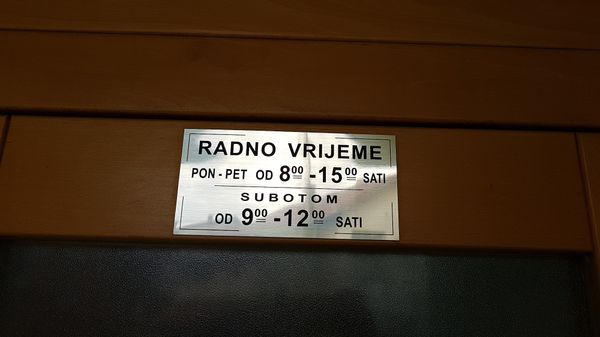 RADNO VRIJEME
PON - PET OD 8⁰⁰ - 15⁰⁰ SATI
SUBOTOM
OD 9⁰⁰ - 12⁰⁰ SATI